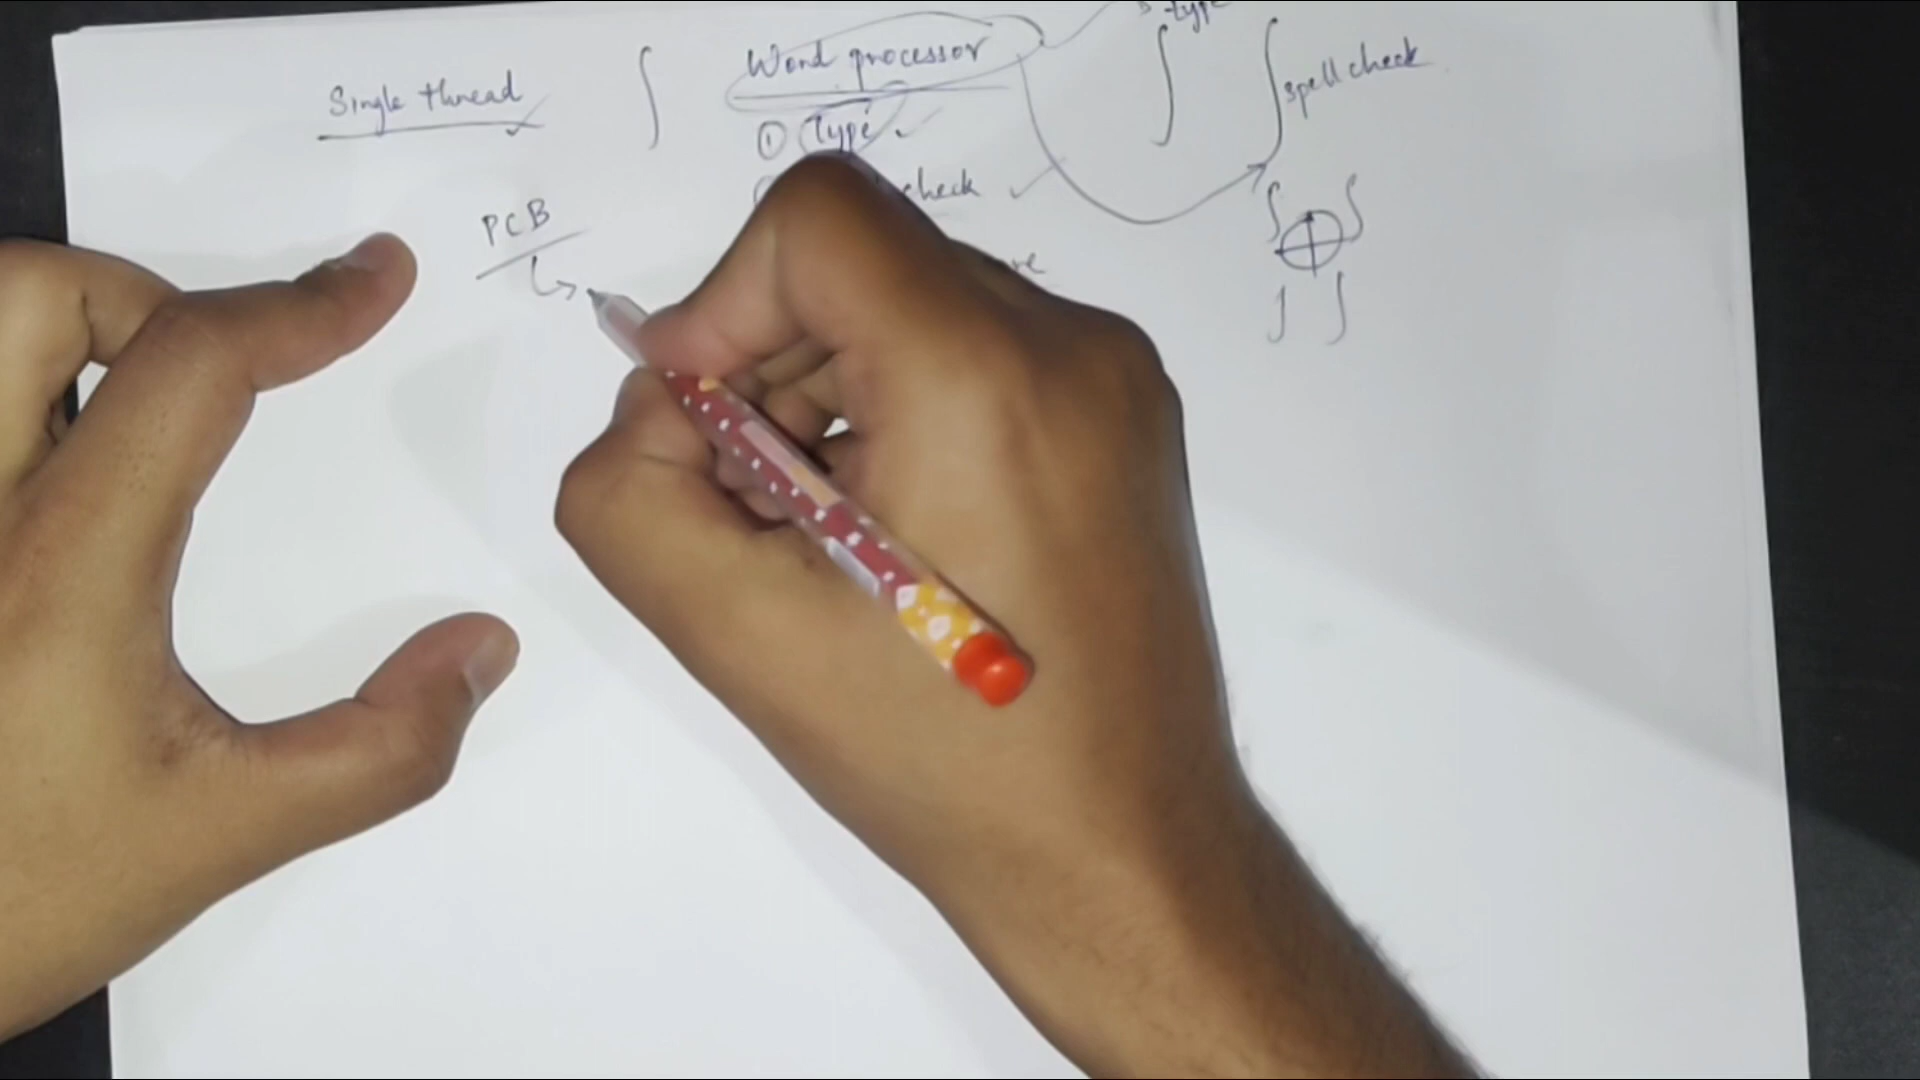 Single thread
Word processor
① Type
check
PCB
type
spell check